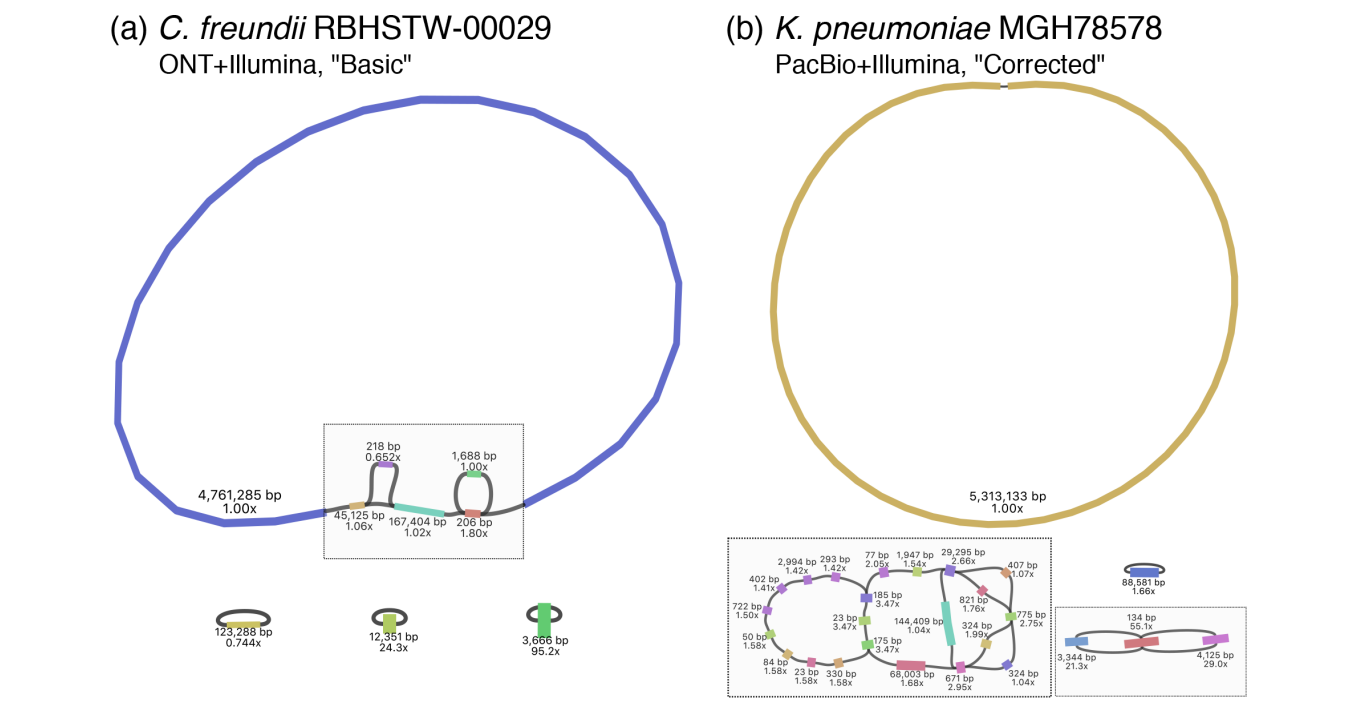 (a) C. freundii RBHSTW-00029
ONT+Illumina, "Basic"
218 bp
0.652x
1,688 bp
1.00x
4,761,285 bp
1.00x
45,125 bp
1.06x
167,404 bp
1.02x
206 bp
1.80x
123,288 bp
0.744x
12,351 bp
24.3x
3,666 bp
95.2x
(b) K. pneumoniae MGH78578
PacBio+Illumina, "Corrected"
5,313,133 bp
1.00x
2,994 bp
1.42x
293 bp
1.42x
77 bp
2.05x
1,947 bp
1.54x
29,295 bp
2.66x
407 bp
1.07x
402 bp
1.41x
185 bp
3.47x
821 bp
1.76x
722 bp
1.50x
23 bp
3.47x
144,409 bp
1.04x
324 bp
1.99x
775 bp
2.75x
50 bp
1.58x
175 bp
3.47x
84 bp
1.58x
23 bp
1.58x
330 bp
1.58x
68,003 bp
1.68x
671 bp
2.95x
324 bp
1.04x
88,581 bp
1.66x
134 bp
55.1x
3,344 bp
21.3x
4,125 bp
29.0x